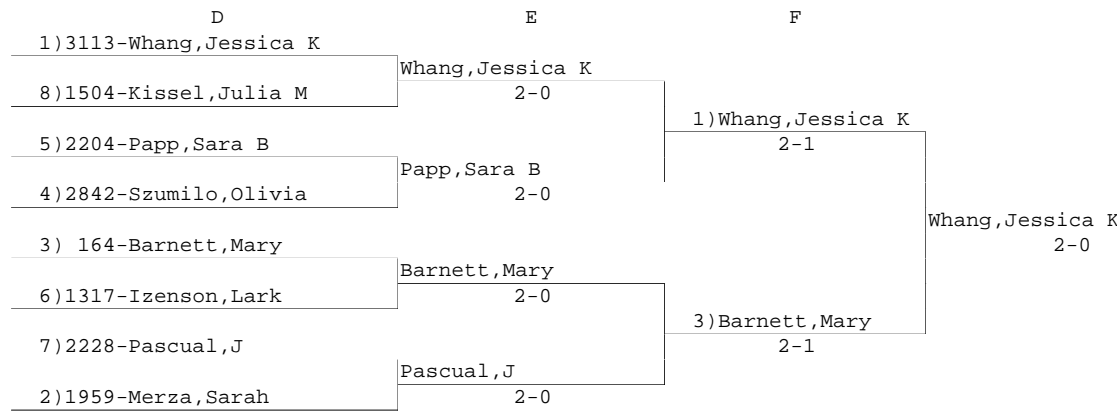 D E F
1)3113-Whang,Jessica K
Whang,Jessica K
8)1504-Kissel,Julia M 2-0
1)Whang,Jessica K
5)2204-Papp,Sara B 2-1
Papp,Sara B
4)2842-Szumilo,Olivia 2-0
Whang,Jessica K
3) 164-Barnett,Mary 2-0
Barnett,Mary
6)1317-Izenson,Lark 2-0
3)Barnett,Mary
7)2228-Pascual,J 2-1
Pascual,J
2)1959-Merza,Sarah 2-0